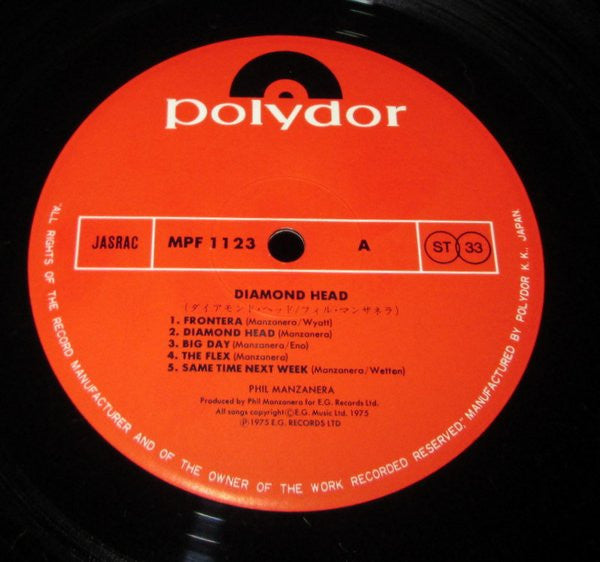 polydor
JASRAC MPF 1123 A ST 33
DIAMOND HEAD
(ダイアモンド・ヘッド/フィル・マンザネラ)
1. FRONTERA (Manzanera/Wyatt)
2. DIAMOND HEAD (Manzanera)
3. BIG DAY (Manzanera/Eno)
4. THE FLEX (Manzanera)
5. SAME TIME NEXT WEEK (Manzanera/Wetton)
PHIL MANZANERA
Produced by Phil Manzanera for E.G. Records Ltd.
All songs copyright Ⓒ E.G. Music Ltd. 1975
Ⓟ 1975 E.G. RECORDS LTD
"ALL RIGHTS OF THE RECORD MANUFACTURER AND OF THE OWNER OF THE WORK RECORDED RESERVED," MANUFACTURED BY POLYDOR K.K., JAPAN.